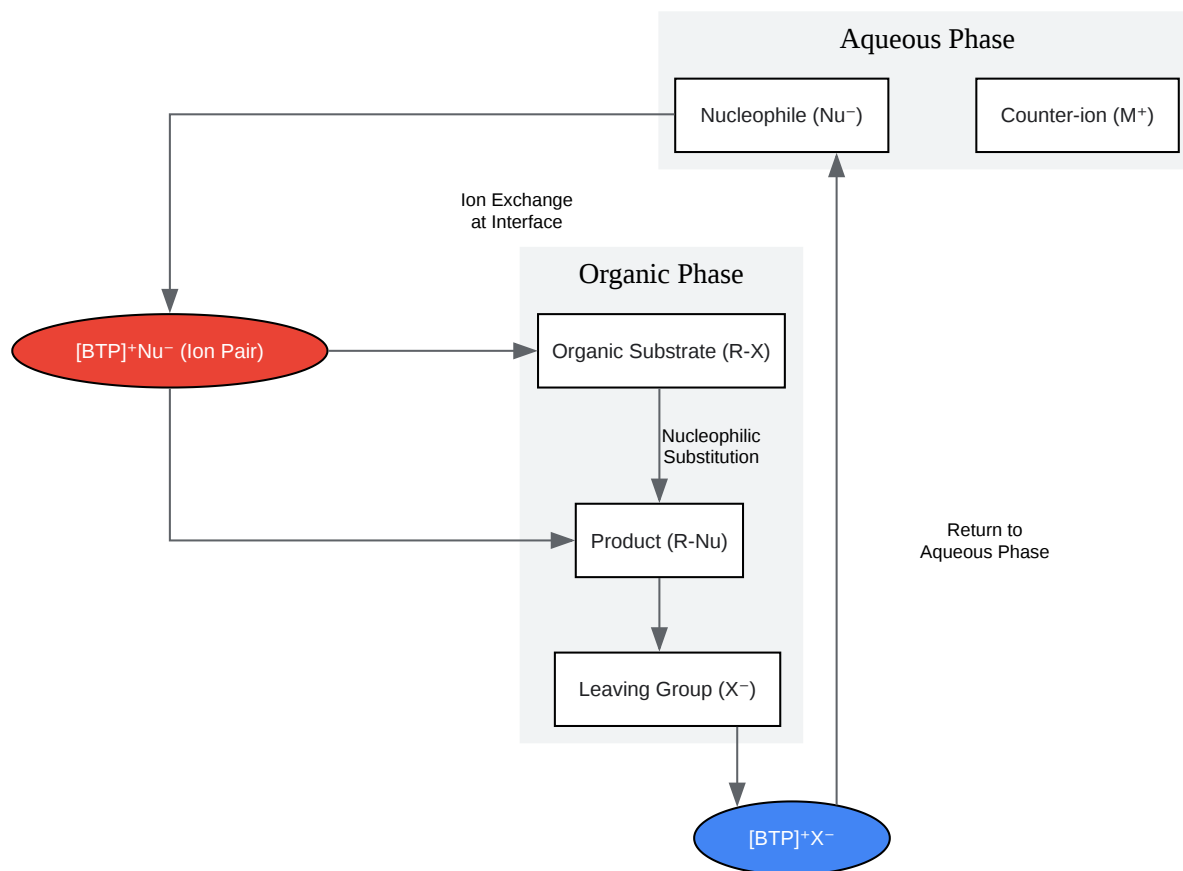 Aqueous Phase
Nucleophile (Nu⁻)
Counter-ion (M⁺)
Ion Exchange
at Interface
Organic Phase
[BTP]⁺Nu⁻ (Ion Pair)
Organic Substrate (R-X)
Nucleophilic
Substitution
Product (R-Nu)
Return to
Aqueous Phase
Leaving Group (X⁻)
[BTP]⁺X⁻